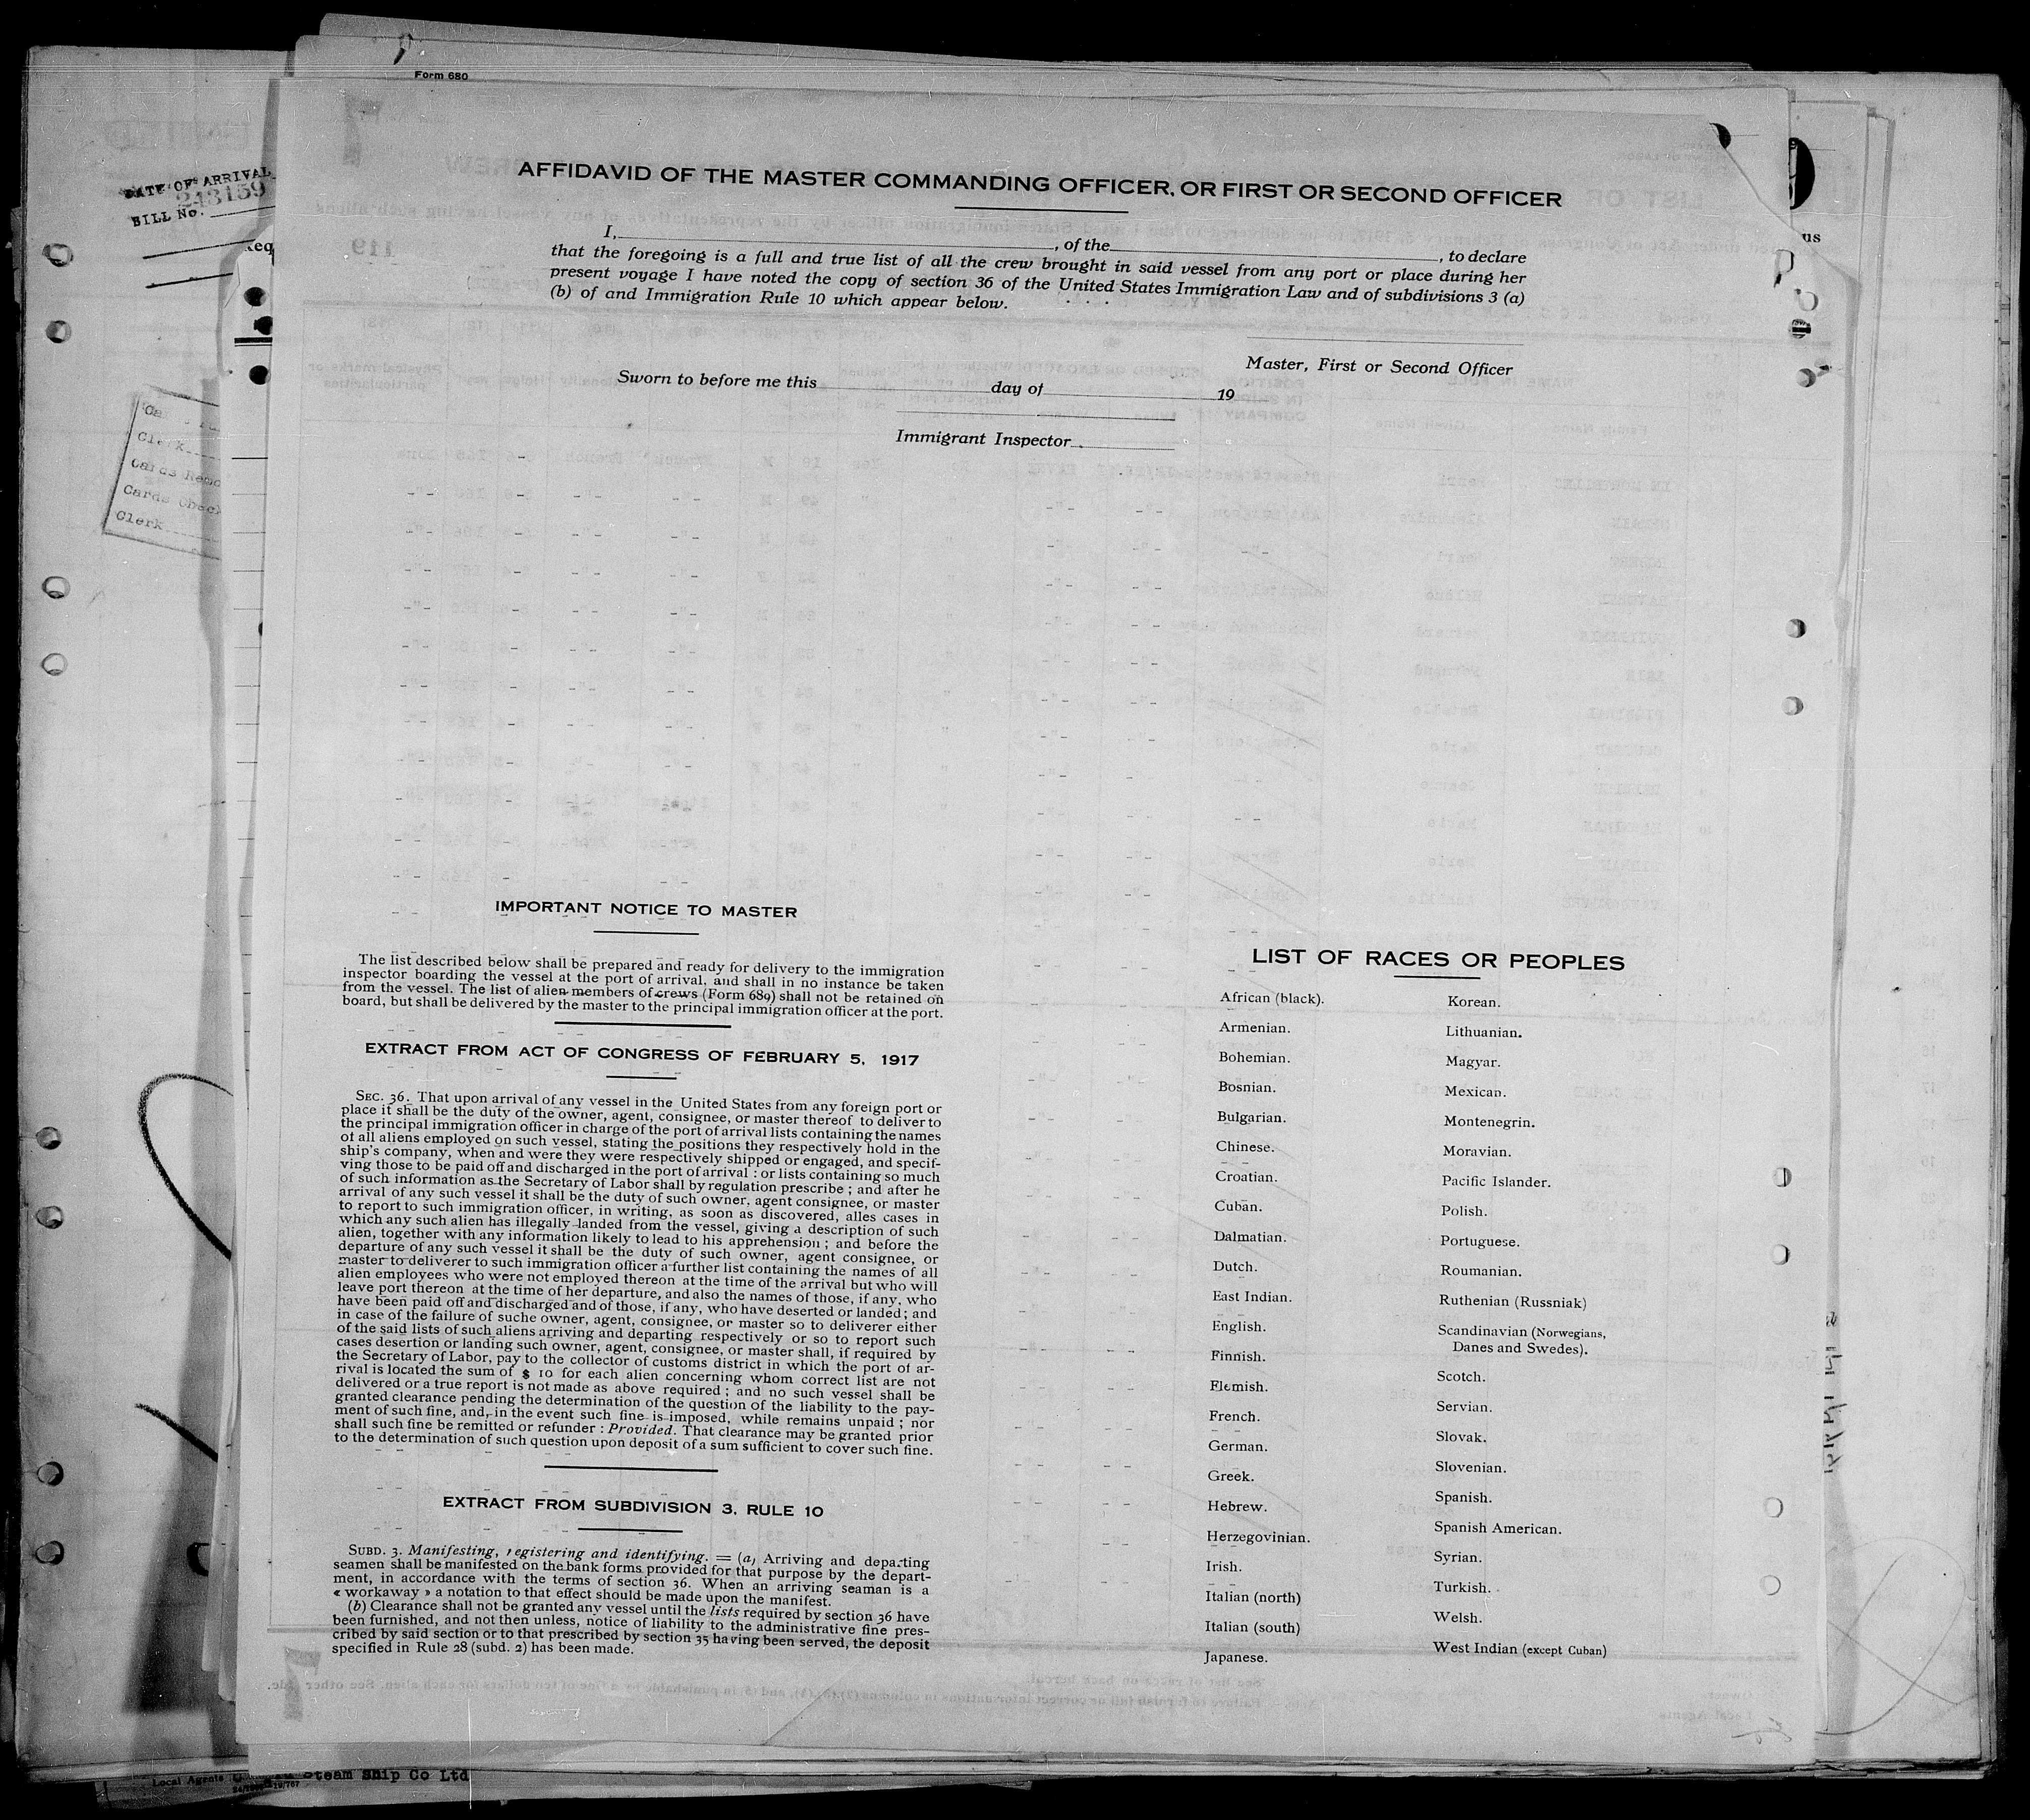 Form 680
DATE OF ARRIVAL
243159
BILL No.
AFFIDAVID OF THE MASTER COMMANDING OFFICER, OR FIRST OR SECOND OFFICER
I, , of the , to declare
that the foregoing is a full and true list of all the crew brought in said vessel from any port or place during her
present voyage I have noted the copy of section 36 of the United States Immigration Law and of subdivisions 3 (a)
(b) of and Immigration Rule 10 which appear below.
Master, First or Second Officer
Sworn to before me this day of 19
Immigrant Inspector
Clerk
Cards
Cards
Clerk
IMPORTANT NOTICE TO MASTER
The list described below shall be prepared and ready for delivery to the immigration
inspector boarding the vessel at the port of arrival, and shall in no instance be taken
from the vessel. The list of alien members of crews (Form 689) shall not be retained on
board, but shall be delivered by the master to the principal immigration officer at the port.
EXTRACT FROM ACT OF CONGRESS OF FEBRUARY 5, 1917
SEC. 36. That upon arrival of any vessel in the United States from any foreign port or
place it shall be the duty of the owner, agent, consignee, or master thereof to deliver to
the principal immigration officer in charge of the port of arrival lists containing the names
of all aliens employed on such vessel, stating the positions they respectively hold in the
ship's company, when and were they were respectively shipped or engaged, and specif-
ving those to be paid off and discharged in the port of arrival : or lists containing so much
of such information as the Secretary of Labor shall by regulation prescribe ; and after he
arrival of any such vessel it shall be the duty of such owner, agent consignee, or master
to report to such immigration officer, in writing, as soon as discovered, alles cases in
which any such alien has illegally landed from the vessel, giving a description of such
alien, together with any information likely to lead to his apprehension ; and before the
departure of any such vessel it shall be the duty of such owner, agent consignee, or
master to deliverer to such immigration officer a further list containing the names of all
alien employees who were not employed thereon at the time of the arrival but who will
leave port thereon at the time of her departure, and also the names of those, if any, who
have been paid off and discharged and of those, if any, who have deserted or landed ; and
in case of the failure of suche owner, agent, consignee, or master so to deliverer either
of the said lists of such aliens arriving and departing respectively or so to report such
cases desertion or landing such owner, agent, consignee, or master shall, if required by
the Secretary of Labor, pay to the collector of customs district in which the port of ar-
rival is located the sum of $ 10 for each alien concerning whom correct list are not
delivered or a true report is not made as above required ; and no such vessel shall be
granted clearance pending the determination of the question of the liability to the pay-
ment of such fine, and, in the event such fine is imposed, while remains unpaid ; nor
shall such fine be remitted or refunder : Provided. That clearance may be granted prior
to the determination of such question upon deposit of a sum sufficient to cover such fine.
EXTRACT FROM SUBDIVISION 3, RULE 10
SUBD. 3. Manifesting, registering and identifying. = (a) Arriving and departing
seamen shall be manifested on the bank forms provided for that purpose by the depart-
ment, in accordance with the terms of section 36. When an arriving seaman is a
« workaway » a notation to that effect should be made upon the manifest.
(b) Clearance shall not be granted any vessel until the lists required by section 36 have
been furnished, and not then unless, notice of liability to the administrative fine pres-
cribed by said section or to that prescribed by section 35 having been served, the deposit
specified in Rule 28 (subd. 2) has been made.
LIST OF RACES OR PEOPLES
African (black).
Armenian.
Bohemian.
Bosnian.
Bulgarian.
Chinese.
Croatian.
Cuban.
Dalmatian.
Dutch.
East Indian.
English.
Finnish.
Flemish.
French.
German.
Greek.
Hebrew.
Herzegovinian.
Irish.
Italian (north)
Italian (south)
Japanese.
Korean.
Lithuanian.
Magyar.
Mexican.
Montenegrin.
Moravian.
Pacific Islander.
Polish.
Portuguese.
Roumanian.
Ruthenian (Russniak)
Scandinavian (Norwegians,
Danes and Swedes).
Scotch.
Servian.
Slovak.
Slovenian.
Spanish.
Spanish American.
Syrian.
Turkish.
Welsh.
West Indian (except Cuban)
Local Agents Steam Ship Co Ltd